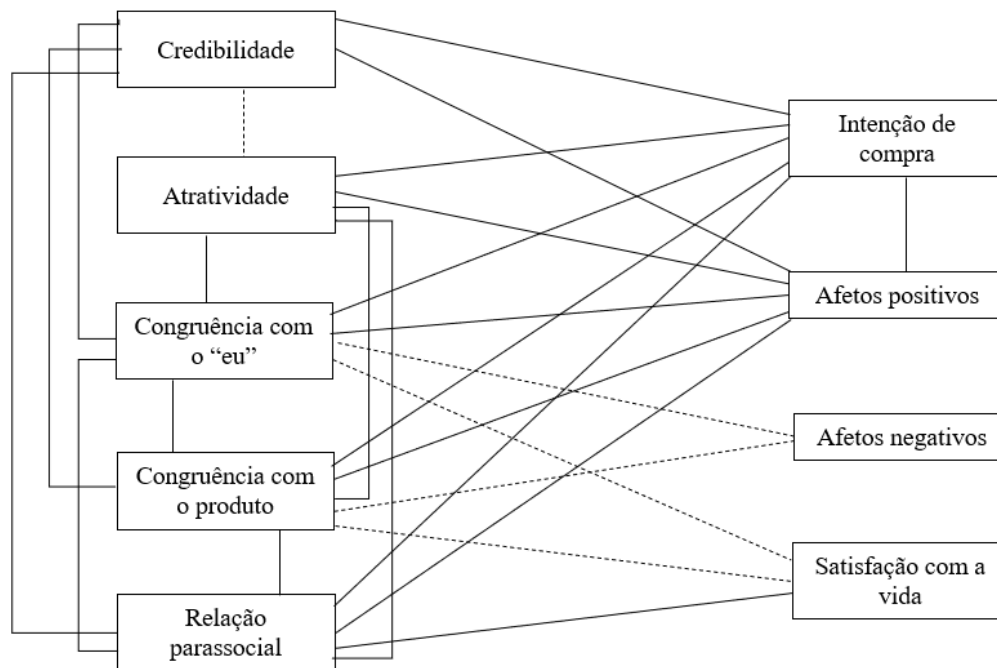 Credibilidade
Atratividade
Congruência com
o “eu”
Congruência com
o produto
Relação
parassocial
Intenção de
compra
Afetos positivos
Afetos negativos
Satisfação com a
vida